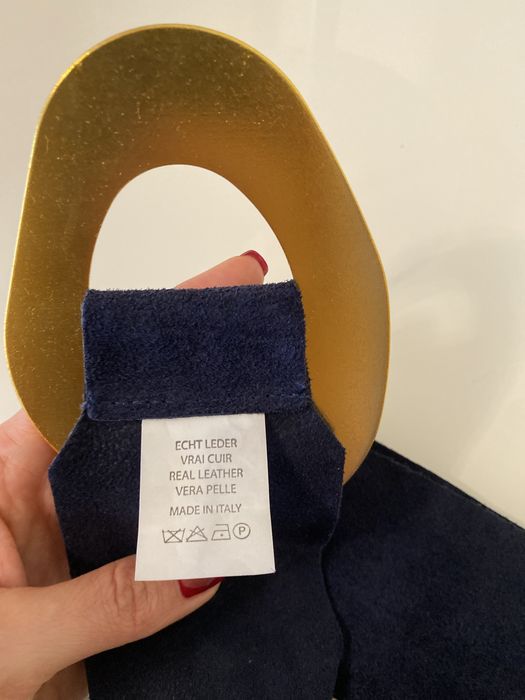 ECHT LEDER
VRAI CUIR
REAL LEATHER
VERA PELLE
MADE IN ITALY
P